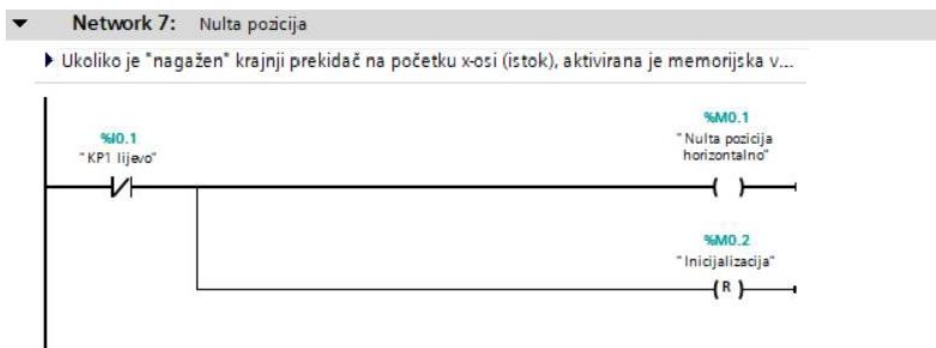 Network 7: Nulta pozicija
Ukoliko je "nagažen" krajnji prekidač na početku x-osi (istok), aktivirana je memorijska v...
%I0.1
"KP1 lijevo"
%M0.1
"Nulta pozicija
horizontalno"
%M0.2
"Inicijalizacija"
R